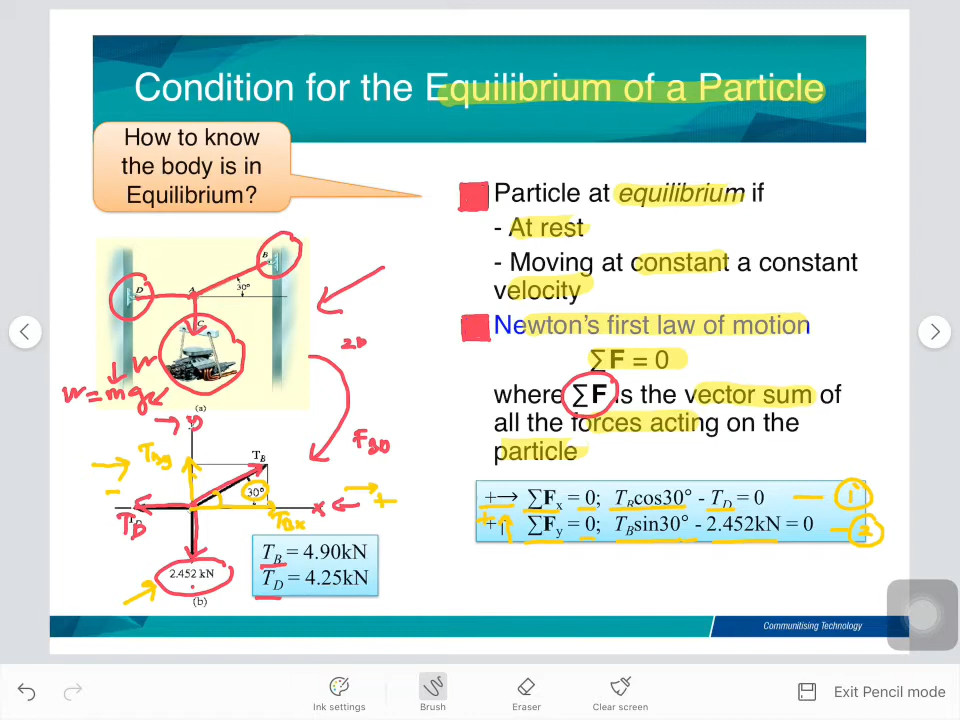 Condition for the Equilibrium of a Particle
How to know
the body is in
Equilibrium?
Particle at equilibrium if
- At rest
- Moving at constant a constant
velocity
Newton's first law of motion
∑F = 0
where ∑F is the vector sum of
all the forces acting on the
particle
+→ ∑Fx = 0; TBcos30° - TD = 0 — 1
+↑ ∑Fy = 0; TBsin30° - 2.452kN = 0 — 2
B
D
A
30°
C
W
W = mg
(a)
2D
y
FBD
TBy
TB
30°
x
+
-
TD
TD
TBx
2.452 kN
(b)
TB = 4.90kN
TD = 4.25kN
Communitising Technology
Ink settings
Brush
Eraser
Clear screen
Exit Pencil mode